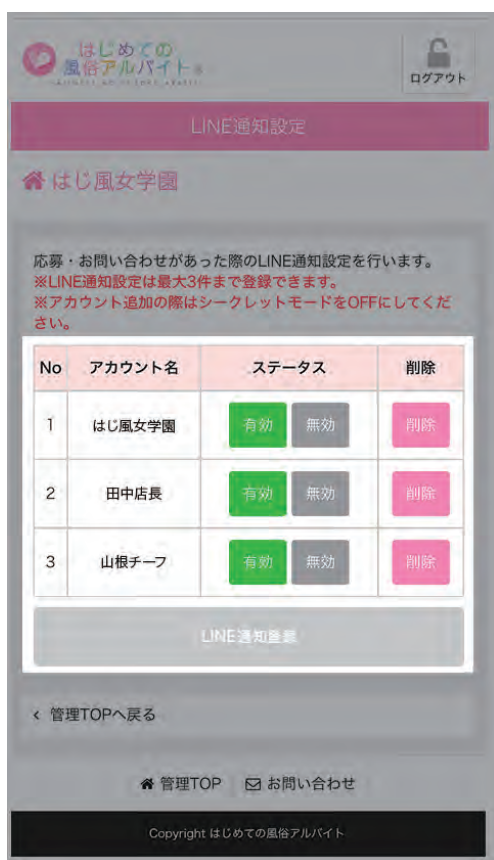 はじめての
風俗アルバイト
ログアウト
LINE通知設定
はじ風女学園
応募・お問い合わせがあった際のLINE通知設定を行います。
※LINE通知設定は最大3件まで登録できます。
※アカウント追加の際はシークレットモードをOFFにしてくだ
さい。
No アカウント名 ステータス 削除
1 はじ風女学園 有効 無効 削除
2 田中店長 有効 無効 削除
3 山根チーフ 有効 無効 削除
LINE通知登録
管理TOPへ戻る
管理TOP お問い合わせ
Copyright はじめての風俗アルバイト